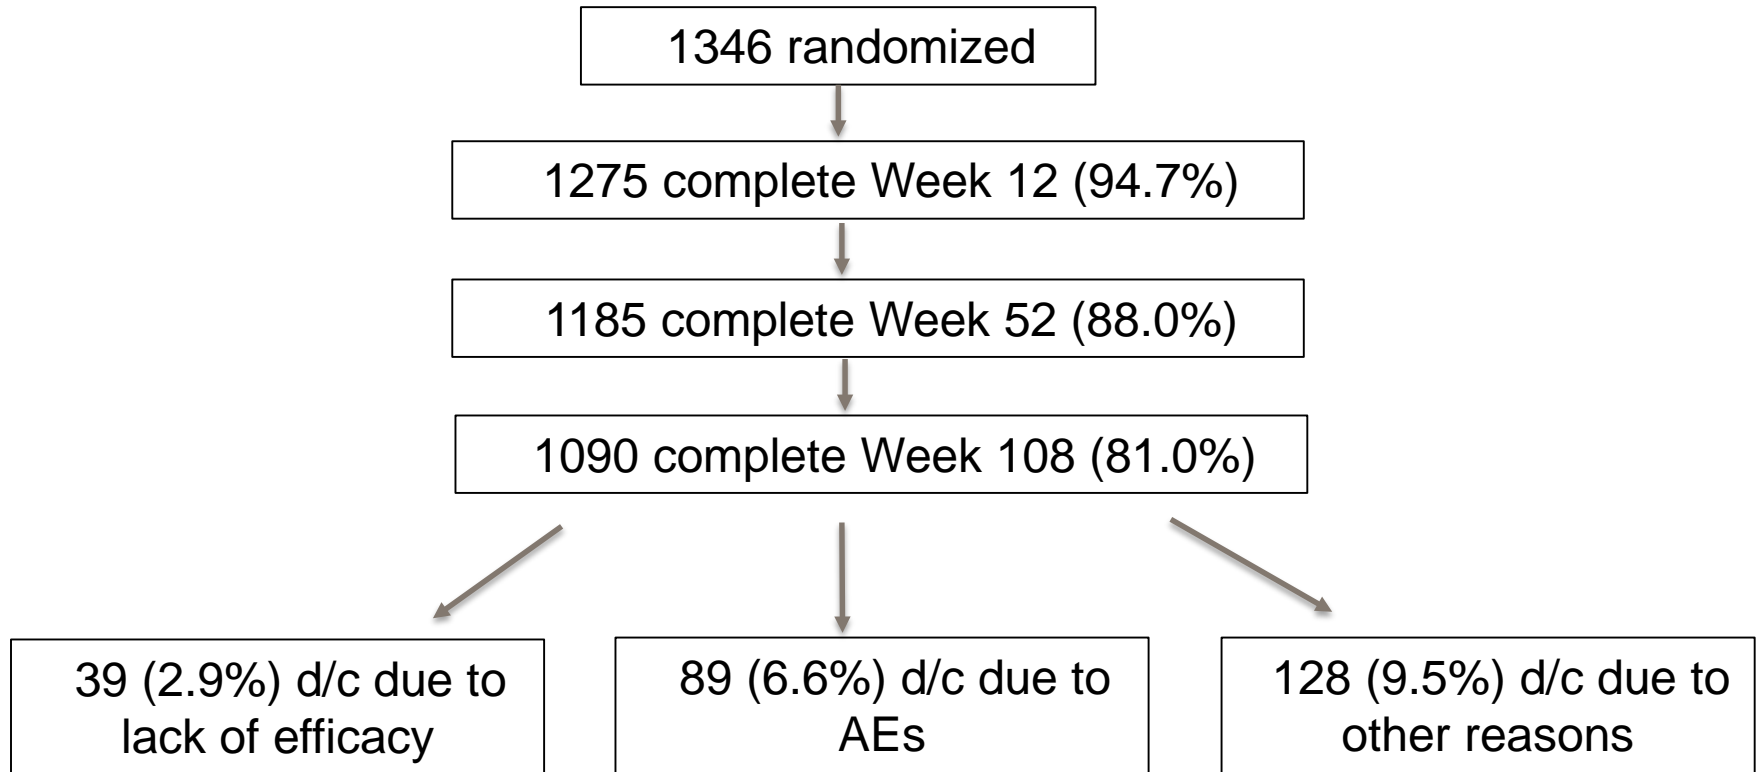 1346 randomized
1275 complete Week 12 (94.7%)
1185 complete Week 52 (88.0%)
1090 complete Week 108 (81.0%)
39 (2.9%) d/c due to
lack of efficacy
89 (6.6%) d/c due to
AEs
128 (9.5%) d/c due to
other reasons